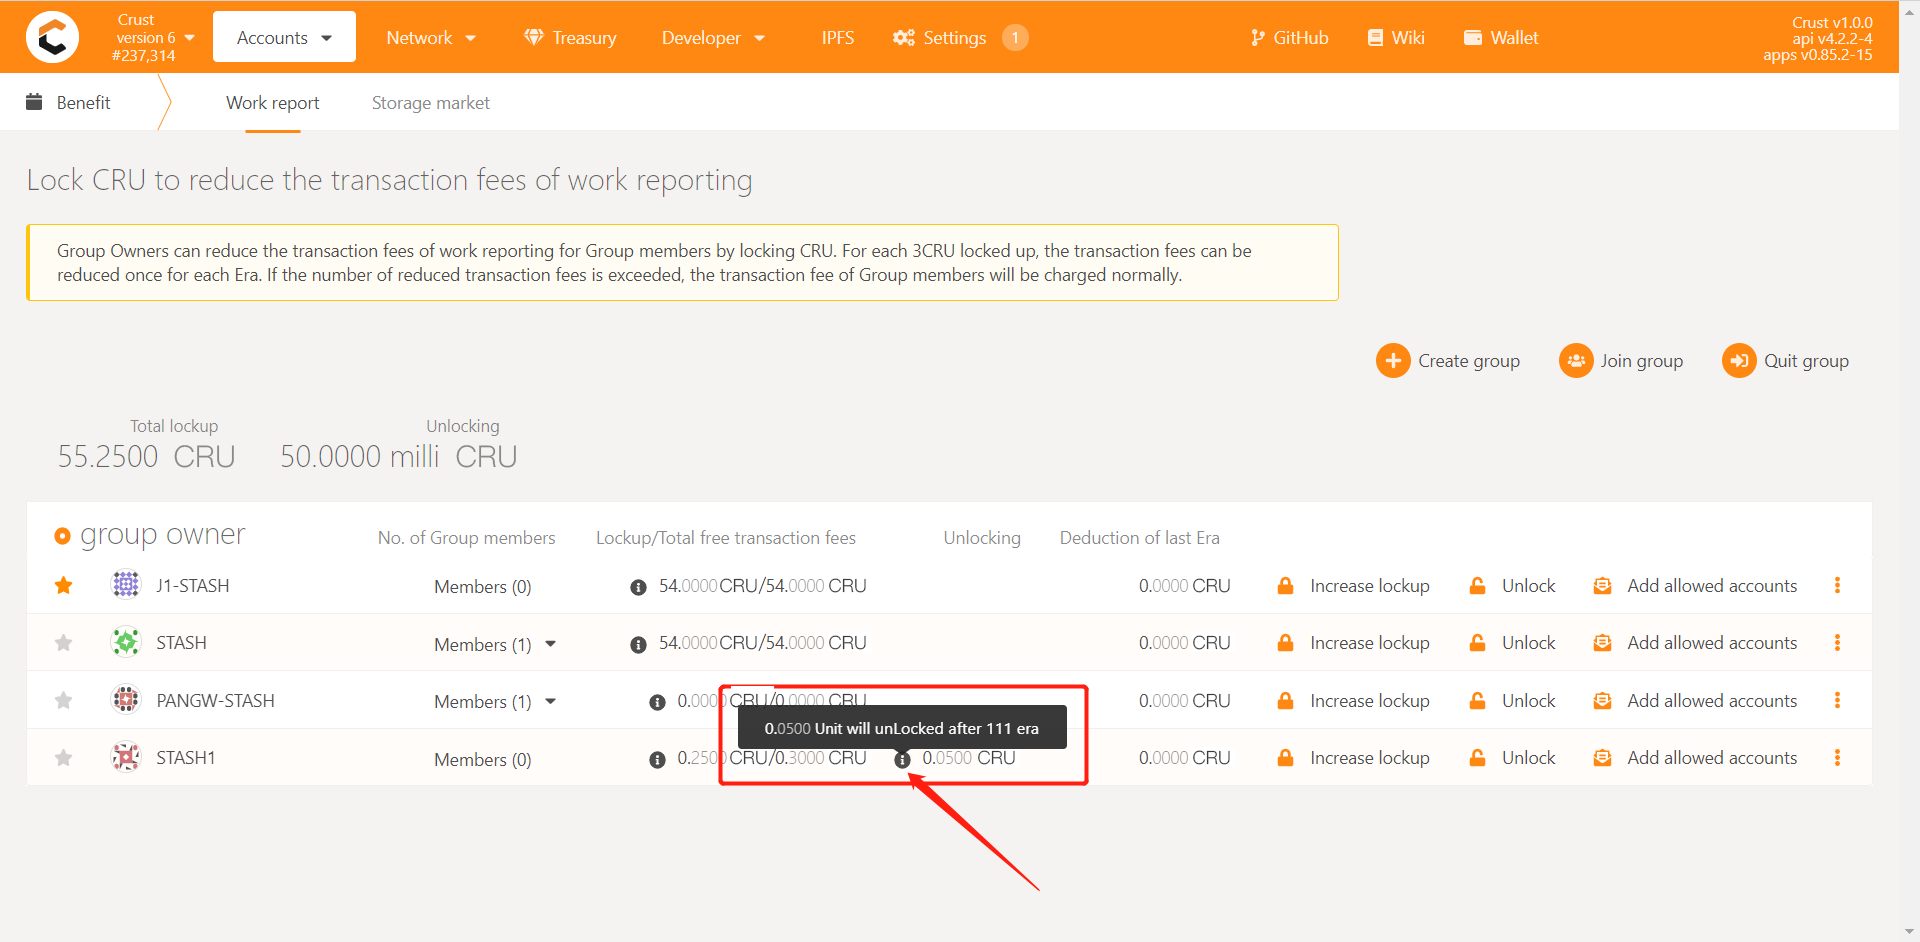 Crust
version 6
#237,314
Accounts
Network
Treasury
Developer
IPFS
Settings
1
GitHub
Wiki
Wallet
Crust v1.0.0
api v4.2.2-4
apps v0.85.2-15
Benefit
Work report
Storage market
Lock CRU to reduce the transaction fees of work reporting
Group Owners can reduce the transaction fees of work reporting for Group members by locking CRU. For each 3CRU locked up, the transaction fees can be
reduced once for each Era. If the number of reduced transaction fees is exceeded, the transaction fee of Group members will be charged normally.
Create group
Join group
Quit group
Total lockup
55.2500 CRU
Unlocking
50.0000 milli CRU
group owner No. of Group members Lockup/Total free transaction fees Unlocking Deduction of last Era
J1-STASH Members (0) 54.0000 CRU/54.0000 CRU 0.0000 CRU Increase lockup Unlock Add allowed accounts
STASH Members (1) 54.0000 CRU/54.0000 CRU 0.0000 CRU Increase lockup Unlock Add allowed accounts
PANGW-STASH Members (1) 0.0000 CRU/0.0000 CRU 0.0000 CRU Increase lockup Unlock Add allowed accounts
0.0500 Unit will unLocked after 111 era
STASH1 Members (0) 0.2500 CRU/0.3000 CRU 0.0500 CRU 0.0000 CRU Increase lockup Unlock Add allowed accounts